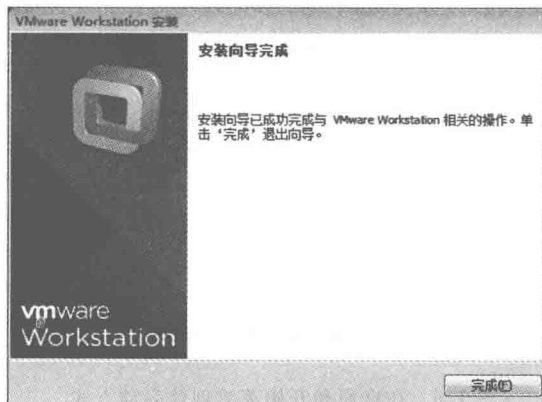 VMware Workstation 安装
安装向导完成
安装向导已成功完成与 VMware Workstation 相关的操作。单
击‘完成’退出向导。
vmware
Workstation
完成(F)